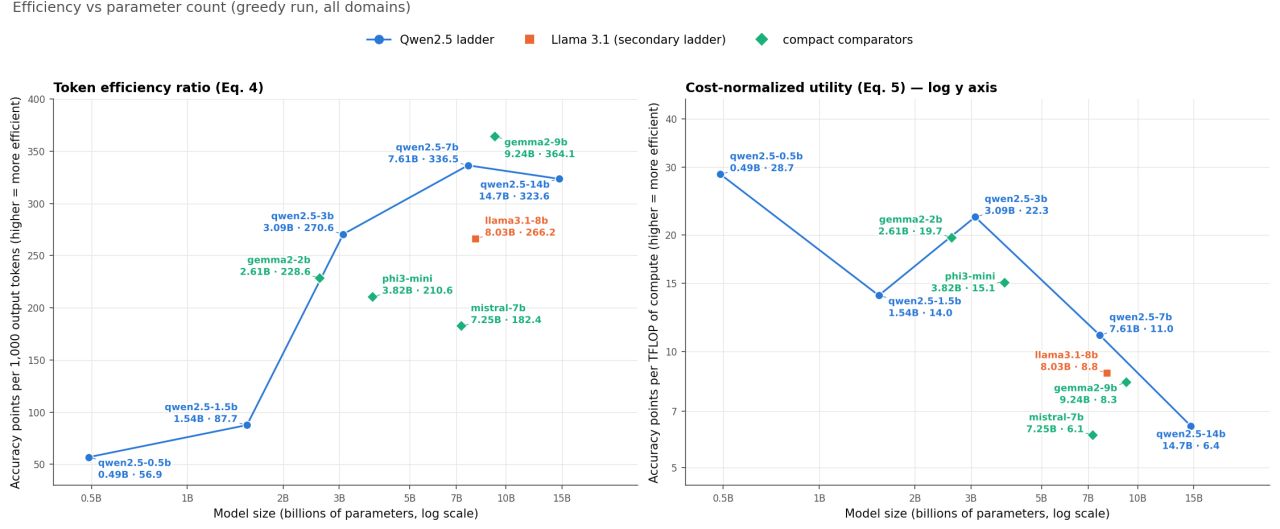 Efficiency vs parameter count (greedy run, all domains)
Qwen2.5 ladder
Llama 3.1 (secondary ladder)
compact comparators
Token efficiency ratio (Eq. 4)
Accuracy points per 1,000 output tokens (higher = more efficient)
400
350
300
250
200
150
100
50
qwen2.5-0.5b
0.49B · 56.9
qwen2.5-1.5b
1.54B · 87.7
gemma2-2b
2.61B · 228.6
qwen2.5-3b
3.09B · 270.6
phi3-mini
3.82B · 210.6
mistral-7b
7.25B · 182.4
qwen2.5-7b
7.61B · 336.5
llama3.1-8b
8.03B · 266.2
gemma2-9b
9.24B · 364.1
qwen2.5-14b
14.7B · 323.6
0.5B
1B
2B
3B
5B
7B
10B
15B
Model size (billions of parameters, log scale)
Cost-normalized utility (Eq. 5) — log y axis
Accuracy points per TFLOP of compute (higher = more efficient)
40
30
20
15
10
7
5
qwen2.5-0.5b
0.49B · 28.7
qwen2.5-1.5b
1.54B · 14.0
gemma2-2b
2.61B · 19.7
qwen2.5-3b
3.09B · 22.3
phi3-mini
3.82B · 15.1
qwen2.5-7b
7.61B · 11.0
llama3.1-8b
8.03B · 8.8
gemma2-9b
9.24B · 8.3
mistral-7b
7.25B · 6.1
qwen2.5-14b
14.7B · 6.4
0.5B
1B
2B
3B
5B
7B
10B
15B
Model size (billions of parameters, log scale)